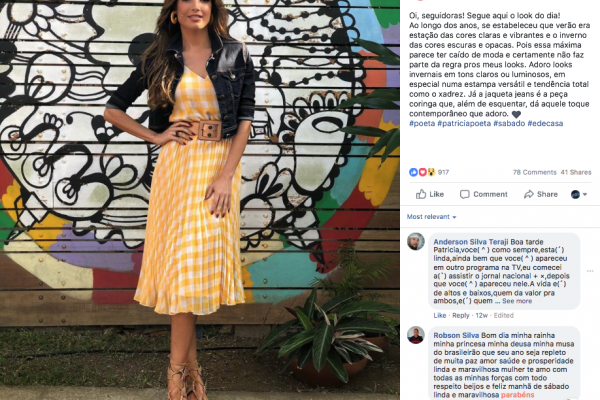 Oi, seguidoras! Segue aqui o look do dia!
Ao longo dos anos, se estabeleceu que verão era
estação das cores claras e vibrantes e o inverno
das cores escuras e opacas. Pois essa máxima
parece ter caído de moda e certamente não faz
parte da regra pros meus looks. Adoro looks
invernais em tons claros ou luminosos, em
especial numa estampa versátil e tendência total
como o xadrez. Já a jaqueta jeans é a peça
coringa que, além de esquentar, dá aquele toque
contemporâneo que adoro. 🖤
#poeta #patriciapoeta #sabado #edecasa
917 78 Comments 41 Shares
Like Comment Share
Most relevant
Anderson Silva Teraji Boa tarde
Patricia,voce( ^ ) como sempre,esta(´)
linda,ainda bem que voce( ^ ) apareceu
em outro programa na TV,eu comecei
a(´) assistir o jornal nacional + ×,depois
que voce( ^ ) apareceu nele.A vida e(´)
de altos e baixos,quem da valor pra
ambos,e(´) quem ... See more
Like · Reply · 12w · Edited
Robson Silva Bom dia minha rainha
minha princesa minha deusa minha musa
do brasileirão que seu ano seja repleto
de muita paz amor saúde e prosperidade
linda e maravilhosa mulher te amo com
todas as minhas forças com todo
respeito beijos e feliz manhã de sábado
linda e maravilhosa parabéns